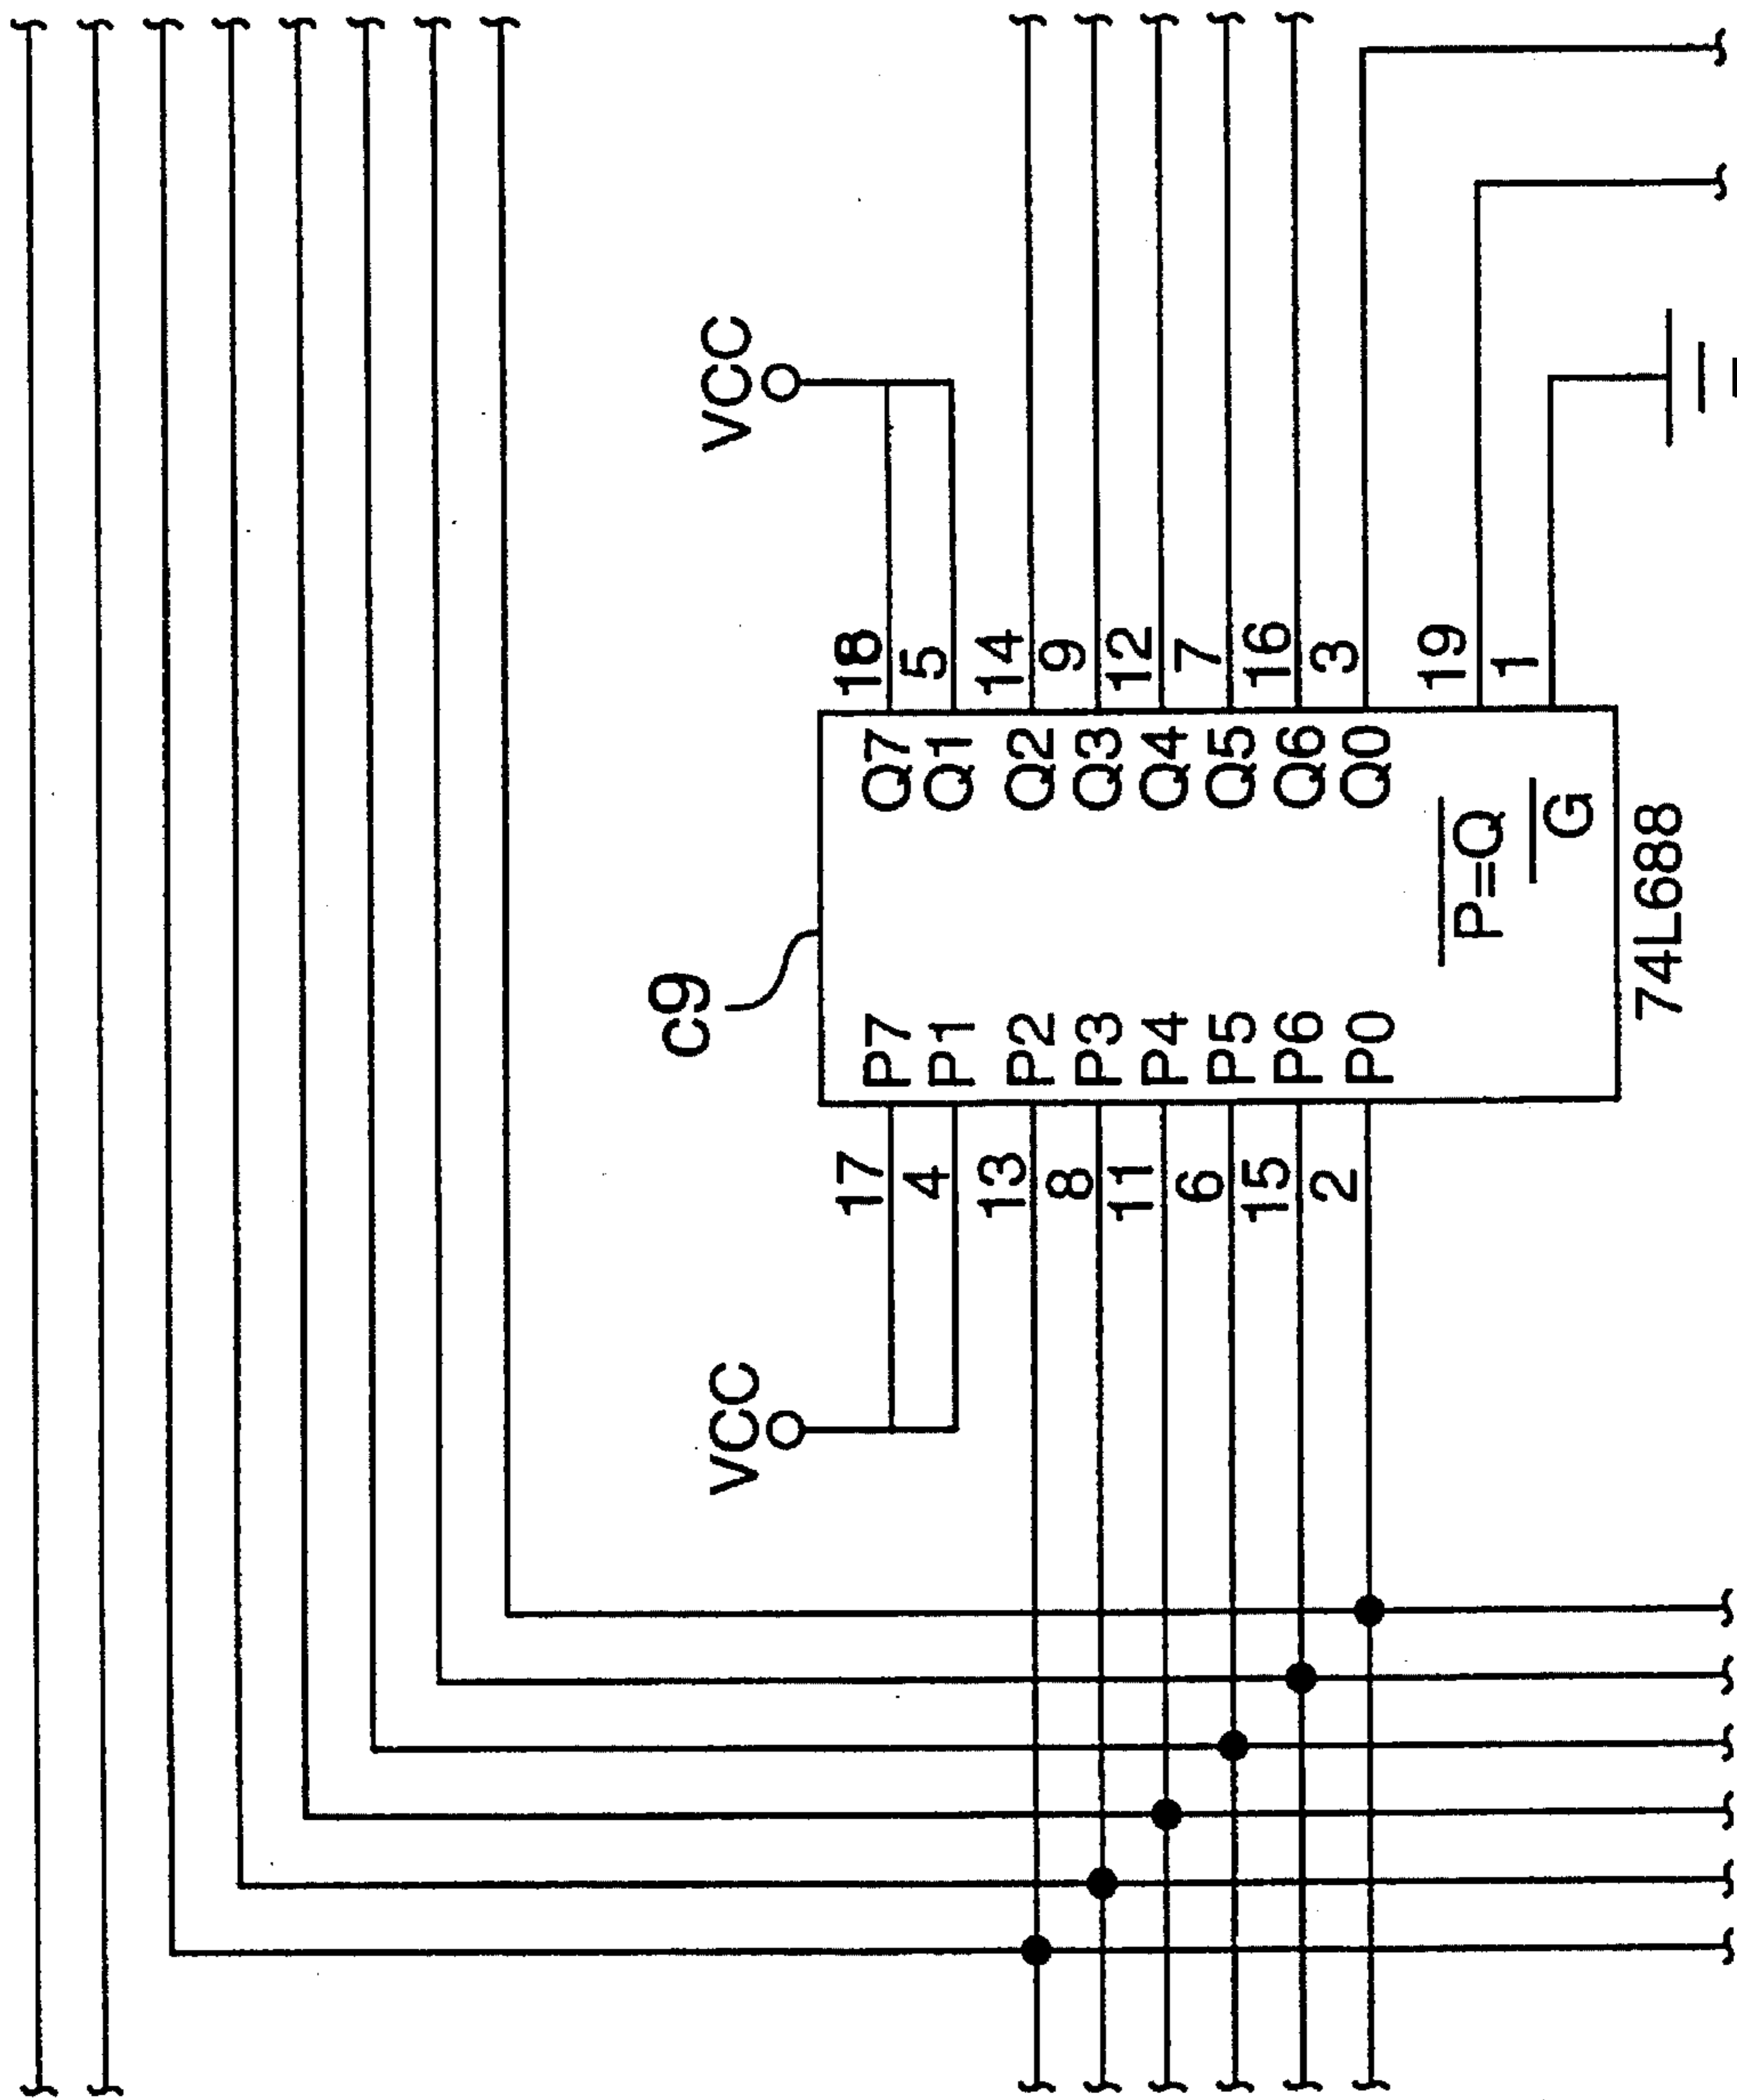 c9
VCC
VCC
17 P7 Q7 18
4 P1 Q1 5
13 P2 Q2 14
8 P3 Q3 9
11 P4 Q4 12
6 P5 Q5 7
15 P6 Q6 16
2 P0 Q0 3
P=Q 19
G 1
74L688